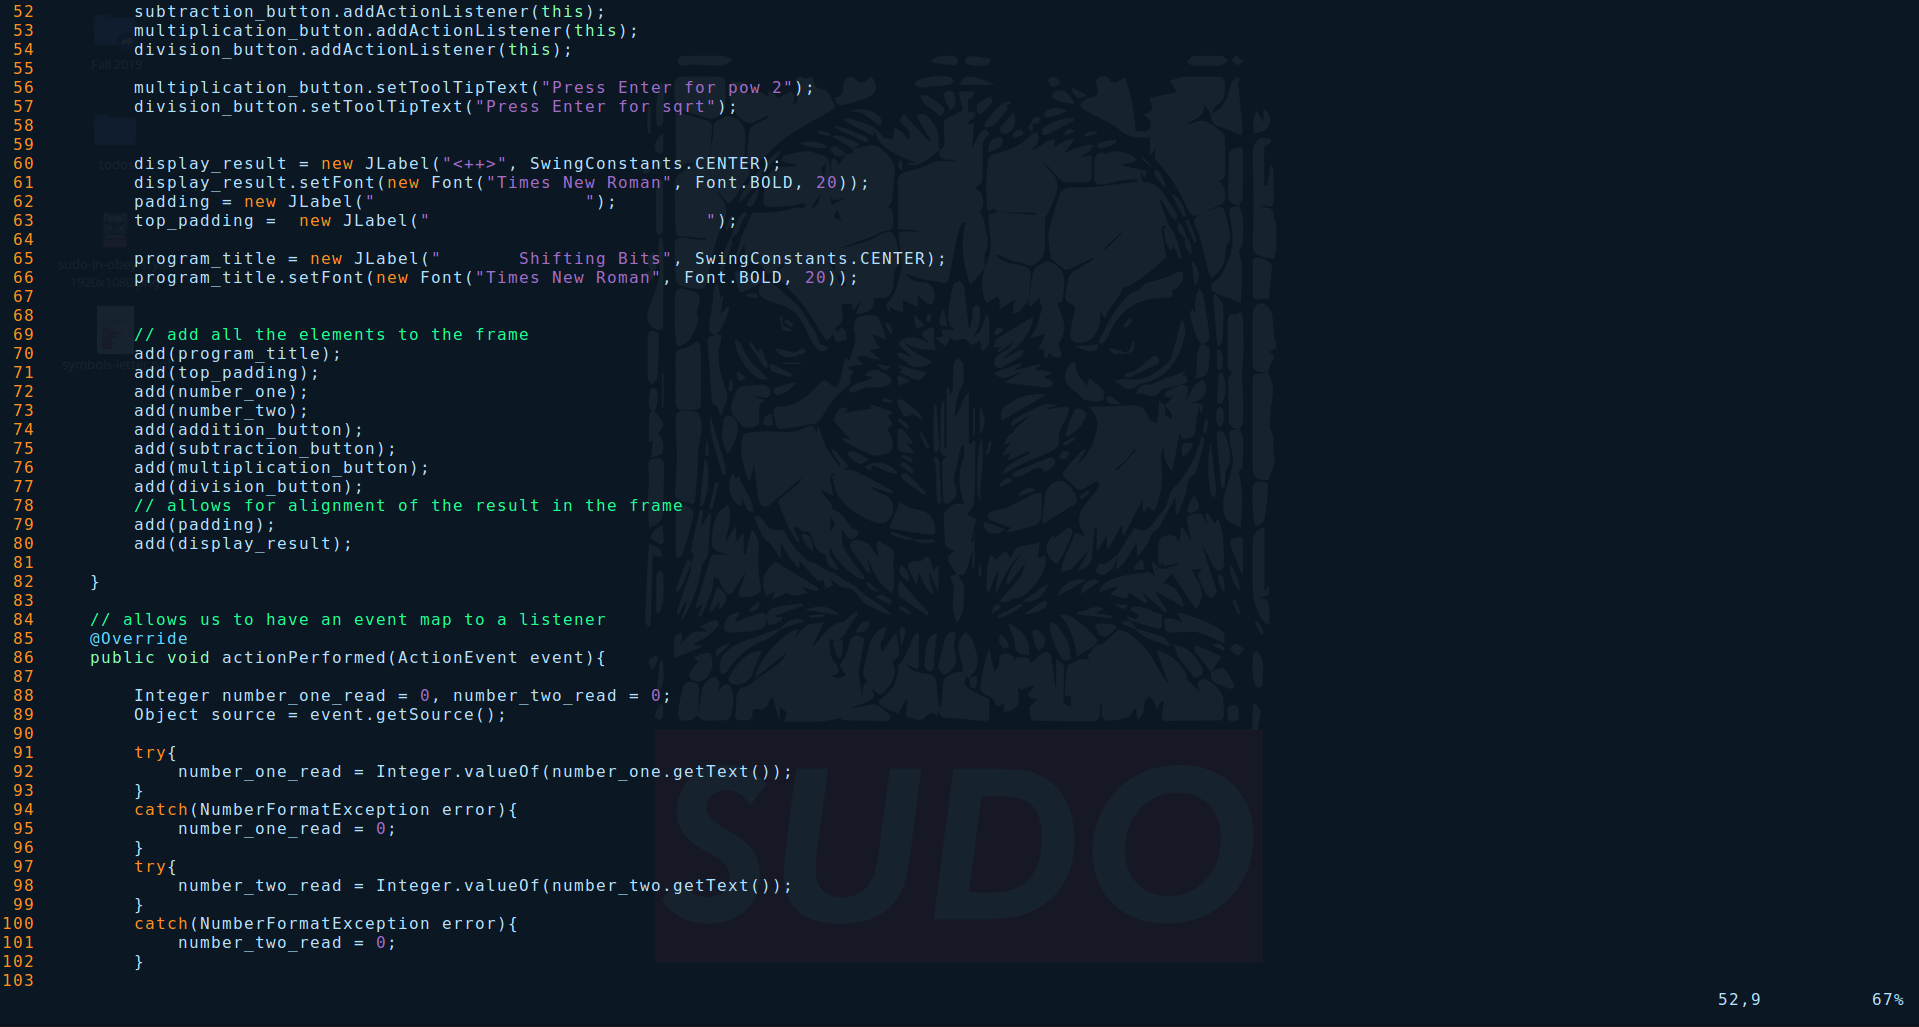 52         subtraction_button.addActionListener(this);
53         multiplication_button.addActionListener(this);
54         division_button.addActionListener(this);
55
56         multiplication_button.setToolTipText("Press Enter for pow 2");
57         division_button.setToolTipText("Press Enter for sqrt");
58
59
60         display_result = new JLabel("<++>", SwingConstants.CENTER);
61         display_result.setFont(new Font("Times New Roman", Font.BOLD, 20));
62         padding = new JLabel("                   ");
63         top_padding =  new JLabel("                         ");
64
65         program_title = new JLabel("       Shifting Bits", SwingConstants.CENTER);
66         program_title.setFont(new Font("Times New Roman", Font.BOLD, 20));
67
68
69         // add all the elements to the frame
70         add(program_title);
71         add(top_padding);
72         add(number_one);
73         add(number_two);
74         add(addition_button);
75         add(subtraction_button);
76         add(multiplication_button);
77         add(division_button);
78         // allows for alignment of the result in the frame
79         add(padding);
80         add(display_result);
81
82     }
83
84     // allows us to have an event map to a listener
85     @Override
86     public void actionPerformed(ActionEvent event){
87
88         Integer number_one_read = 0, number_two_read = 0;
89         Object source = event.getSource();
90
91         try{
92             number_one_read = Integer.valueOf(number_one.getText());
93         }
94         catch(NumberFormatException error){
95             number_one_read = 0;
96         }
97         try{
98             number_two_read = Integer.valueOf(number_two.getText());
99         }
100         catch(NumberFormatException error){
101             number_two_read = 0;
102         }
103
52,9 67%
Fall 2019
SUDO